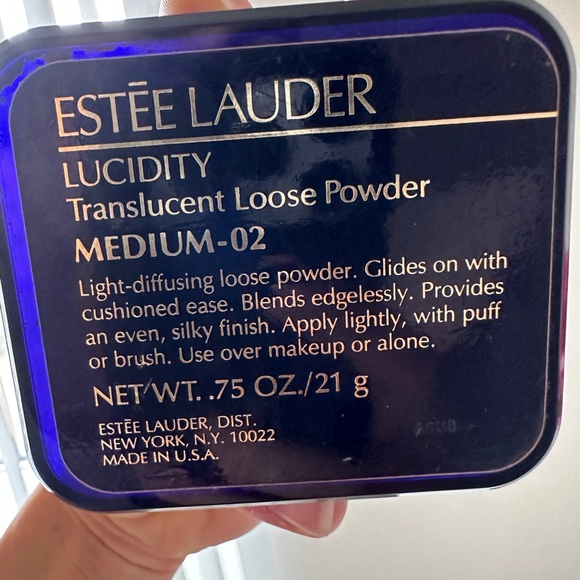 ESTĒE LAUDER
LUCIDITY
Translucent Loose Powder
MEDIUM-02
Light-diffusing loose powder. Glides on with
cushioned ease. Blends edgelessly. Provides
an even, silky finish. Apply lightly, with puff
or brush. Use over makeup or alone.
NET WT. .75 OZ./21 g
ESTĒE LAUDER, DIST.
NEW YORK, N.Y. 10022
MADE IN U.S.A.